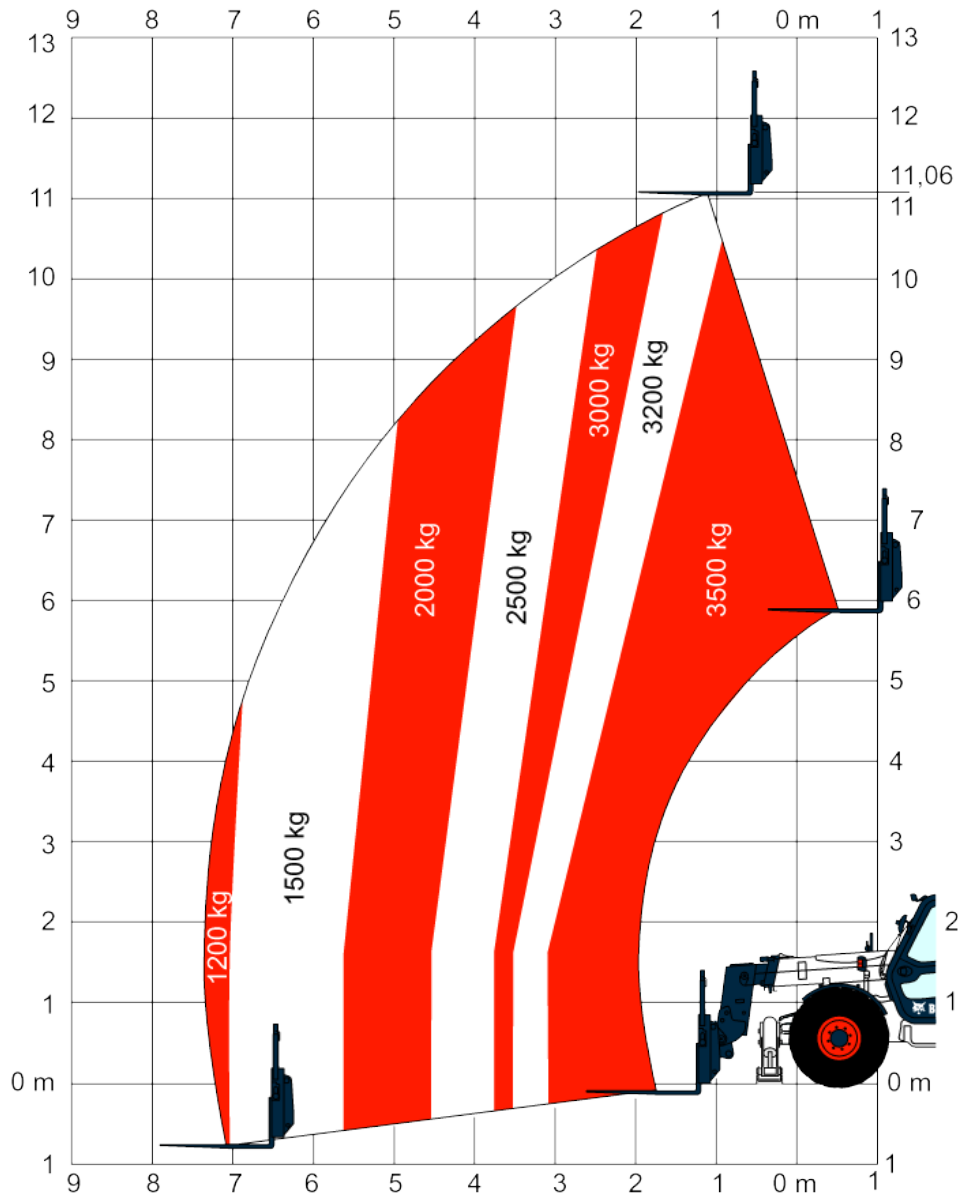 9 8 7 6 5 4 3 2 1 0 m 1
13 13
12 12
11,06
11 11
10 10
9 9
8 8
7 7
6 6
5 5
4 4
3 3
2 2
1 1
0 m 0 m
1 1
9 8 7 6 5 4 3 2 1 0 m 1
1200 kg
1500 kg
2000 kg
2500 kg
3000 kg
3200 kg
3500 kg
B